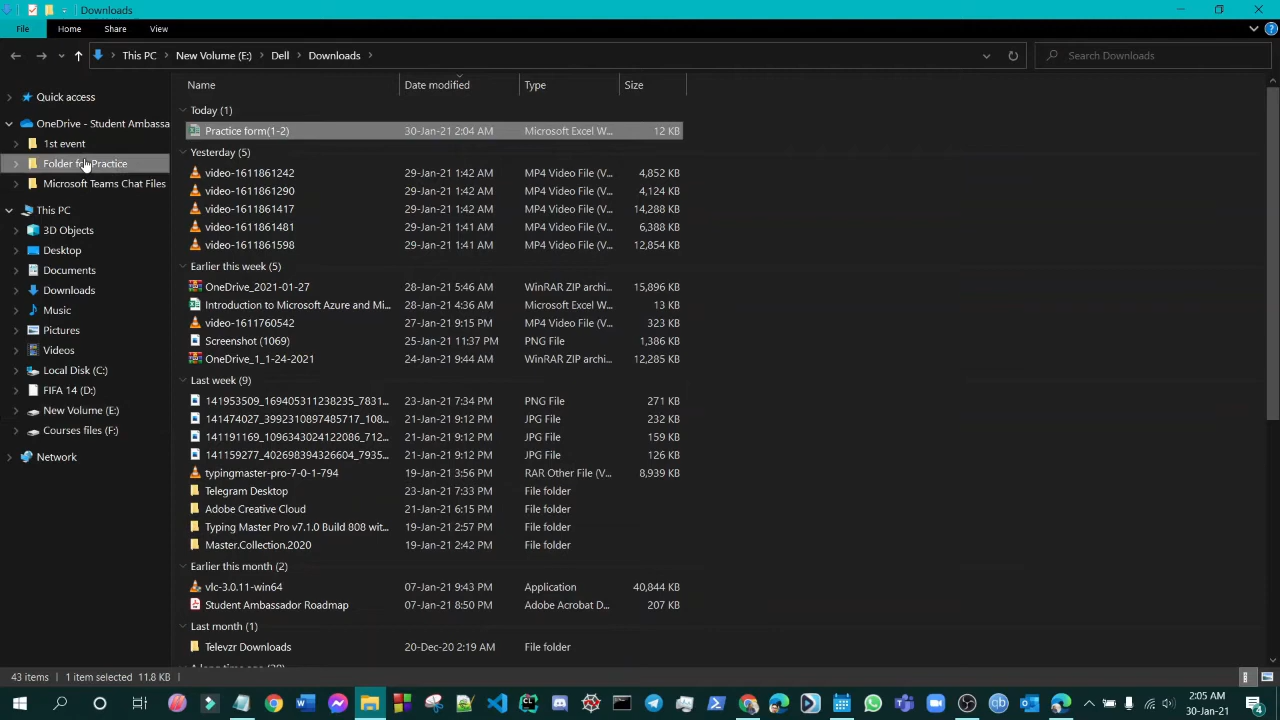 Downloads
File Home Share View
This PC New Volume (E:) Dell Downloads Search Downloads
Name Date modified Type Size
Quick access
OneDrive - Student Ambassa
1st event
Folder for Practice
Microsoft Teams Chat Files
This PC
3D Objects
Desktop
Documents
Downloads
Music
Pictures
Videos
Local Disk (C:)
FIFA 14 (D:)
New Volume (E:)
Courses files (F:)
Network
Today (1)
Practice form(1-2) 30-Jan-21 2:04 AM Microsoft Excel W... 12 KB
Yesterday (5)
video-1611861242 29-Jan-21 1:42 AM MP4 Video File (V... 4,852 KB
video-1611861290 29-Jan-21 1:42 AM MP4 Video File (V... 4,124 KB
video-1611861417 29-Jan-21 1:42 AM MP4 Video File (V... 14,288 KB
video-1611861481 29-Jan-21 1:41 AM MP4 Video File (V... 6,388 KB
video-1611861598 29-Jan-21 1:41 AM MP4 Video File (V... 12,854 KB
Earlier this week (5)
OneDrive_2021-01-27 28-Jan-21 5:46 AM WinRAR ZIP archi... 15,896 KB
Introduction to Microsoft Azure and Mi... 28-Jan-21 4:36 AM Microsoft Excel W... 13 KB
video-1611760542 27-Jan-21 9:15 PM MP4 Video File (V... 323 KB
Screenshot (1069) 25-Jan-21 11:37 PM PNG File 1,386 KB
OneDrive_1_1-24-2021 24-Jan-21 9:44 AM WinRAR ZIP archi... 12,285 KB
Last week (9)
141953509_169405311238235_7831... 23-Jan-21 7:34 PM PNG File 271 KB
141474027_3992310897485717_108... 21-Jan-21 9:12 PM JPG File 232 KB
141191169_1096343024122086_712... 21-Jan-21 9:12 PM JPG File 159 KB
141159277_402698394326604_7935... 21-Jan-21 9:12 PM JPG File 126 KB
typingmaster-pro-7-0-1-794 19-Jan-21 3:56 PM RAR Other File (V... 8,939 KB
Telegram Desktop 23-Jan-21 7:33 PM File folder
Adobe Creative Cloud 21-Jan-21 6:15 PM File folder
Typing Master Pro v7.1.0 Build 808 wit... 19-Jan-21 2:57 PM File folder
Master.Collection.2020 19-Jan-21 2:42 PM File folder
Earlier this month (2)
vlc-3.0.11-win64 07-Jan-21 9:43 PM Application 40,844 KB
Student Ambassador Roadmap 07-Jan-21 8:50 PM Adobe Acrobat D... 207 KB
Last month (1)
Televzr Downloads 20-Dec-20 2:19 AM File folder
43 items 1 item selected 11.8 KB
2:05 AM
30-Jan-21